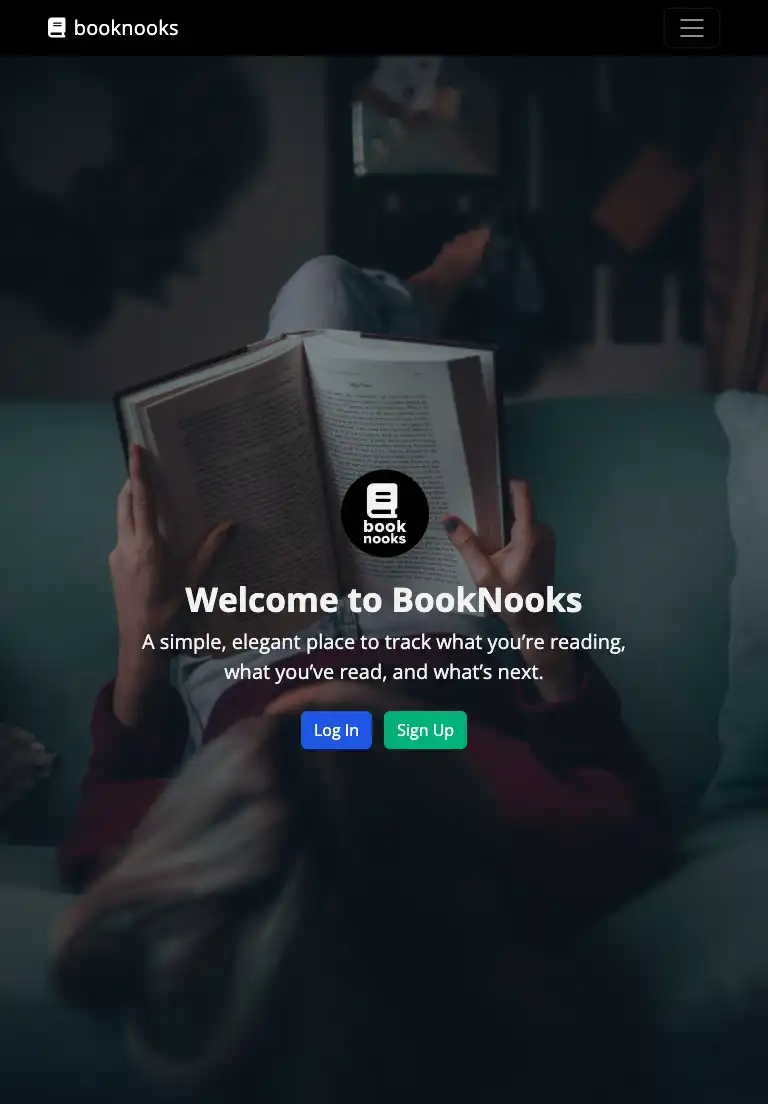 booknooks
book
nooks
Welcome to BookNooks
A simple, elegant place to track what you’re reading,
what you’ve read, and what’s next.
Log In
Sign Up